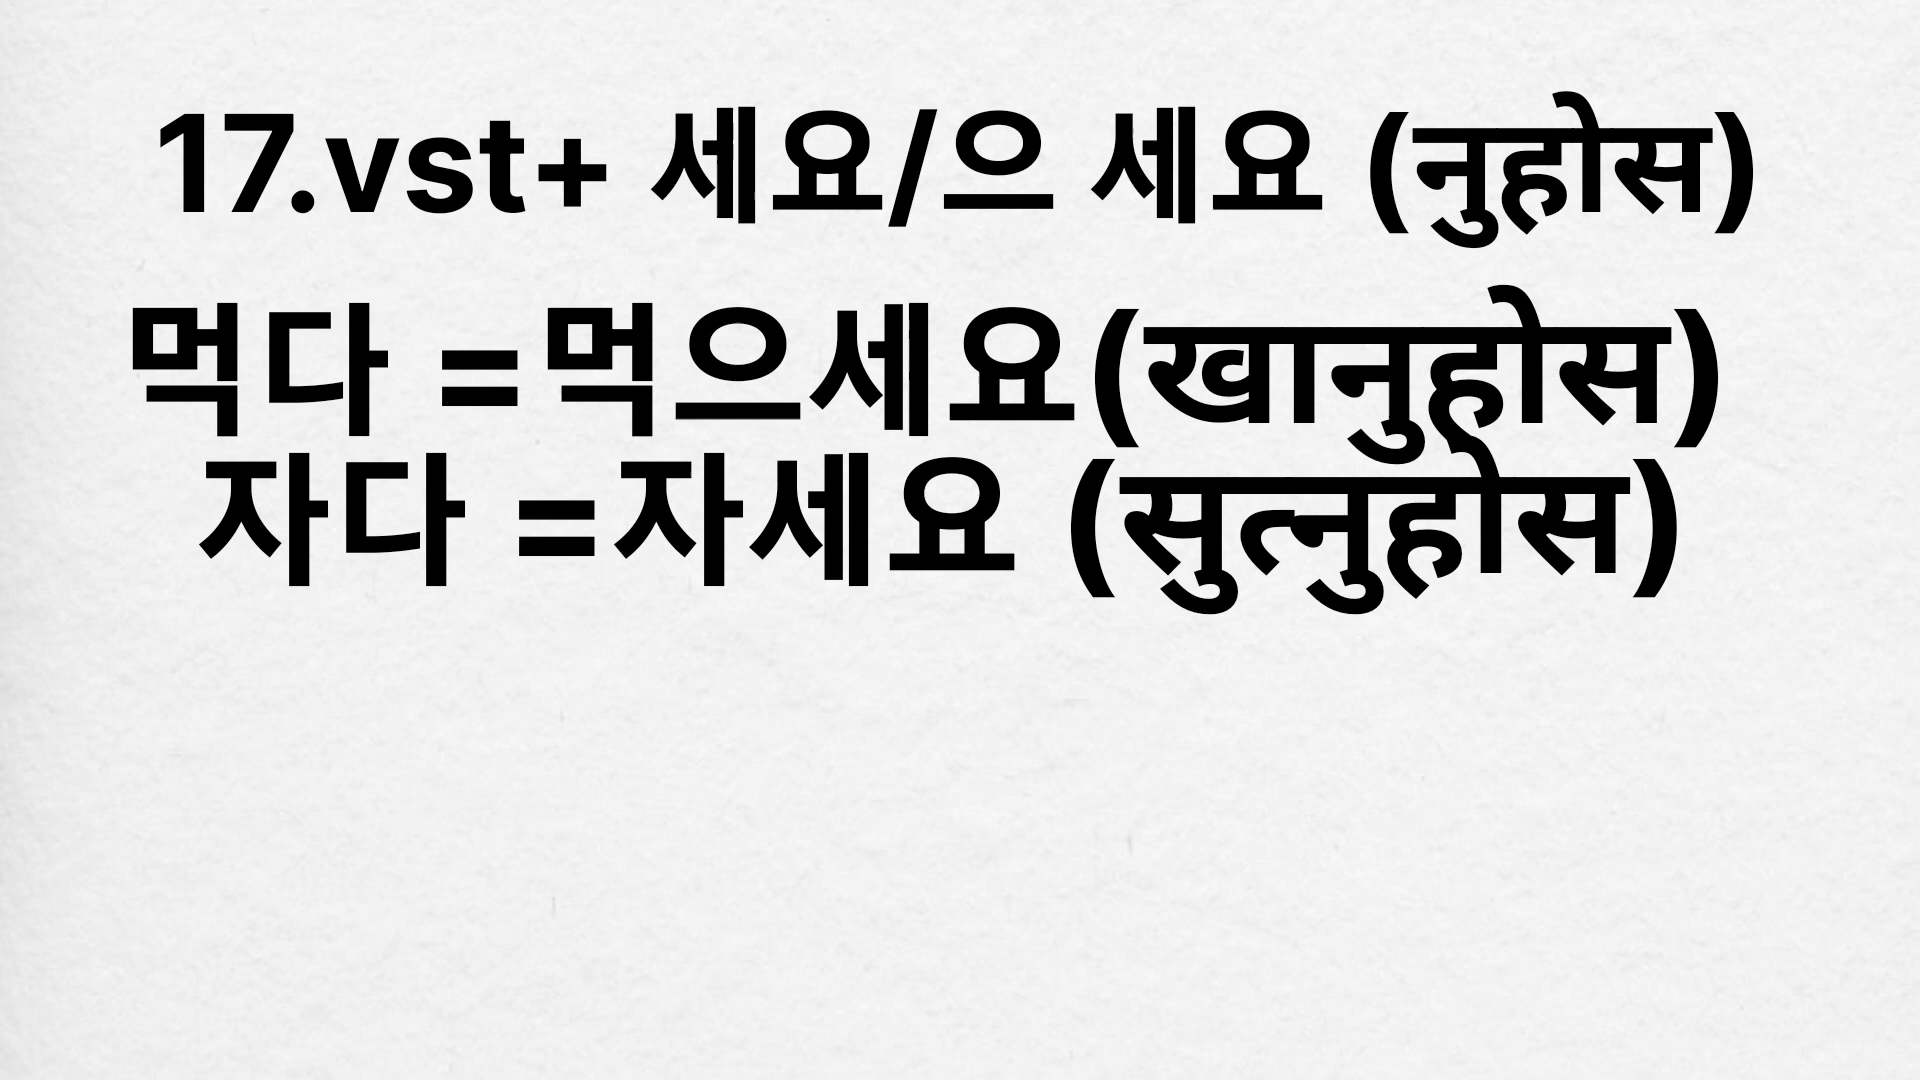 17.vst+ 세요/으 세요 (नुहोस)
먹다 =먹으세요(खानुहोस)
자다 =자세요 (सुत्नुहोस)